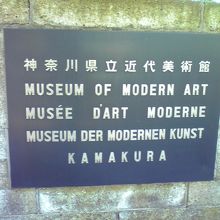 神奈川県立近代美術館
MUSEUM OF MODERN ART
MUSÉE D'ART MODERNE
MUSEUM DER MODERNEN KUNST
KAMAKURA